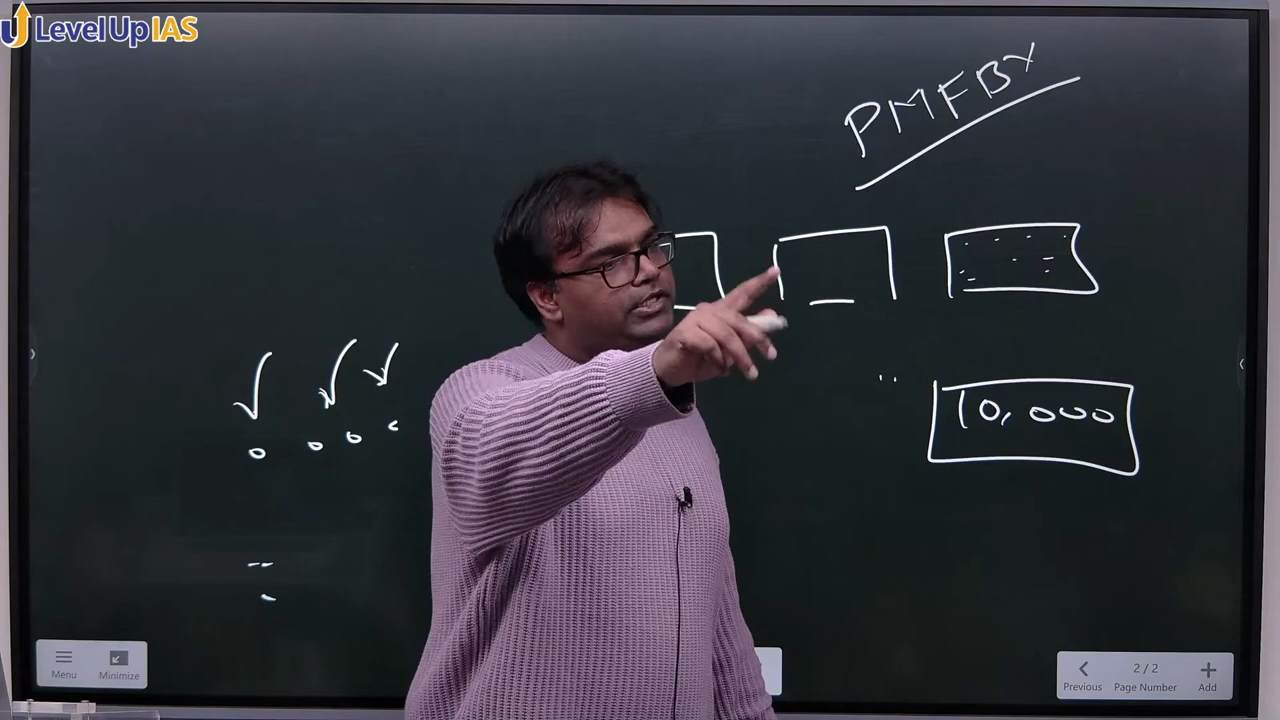 Level Up IAS
PMFBY
10,000
Menu
Minimize
Previous
2 / 2
Page Number
Add